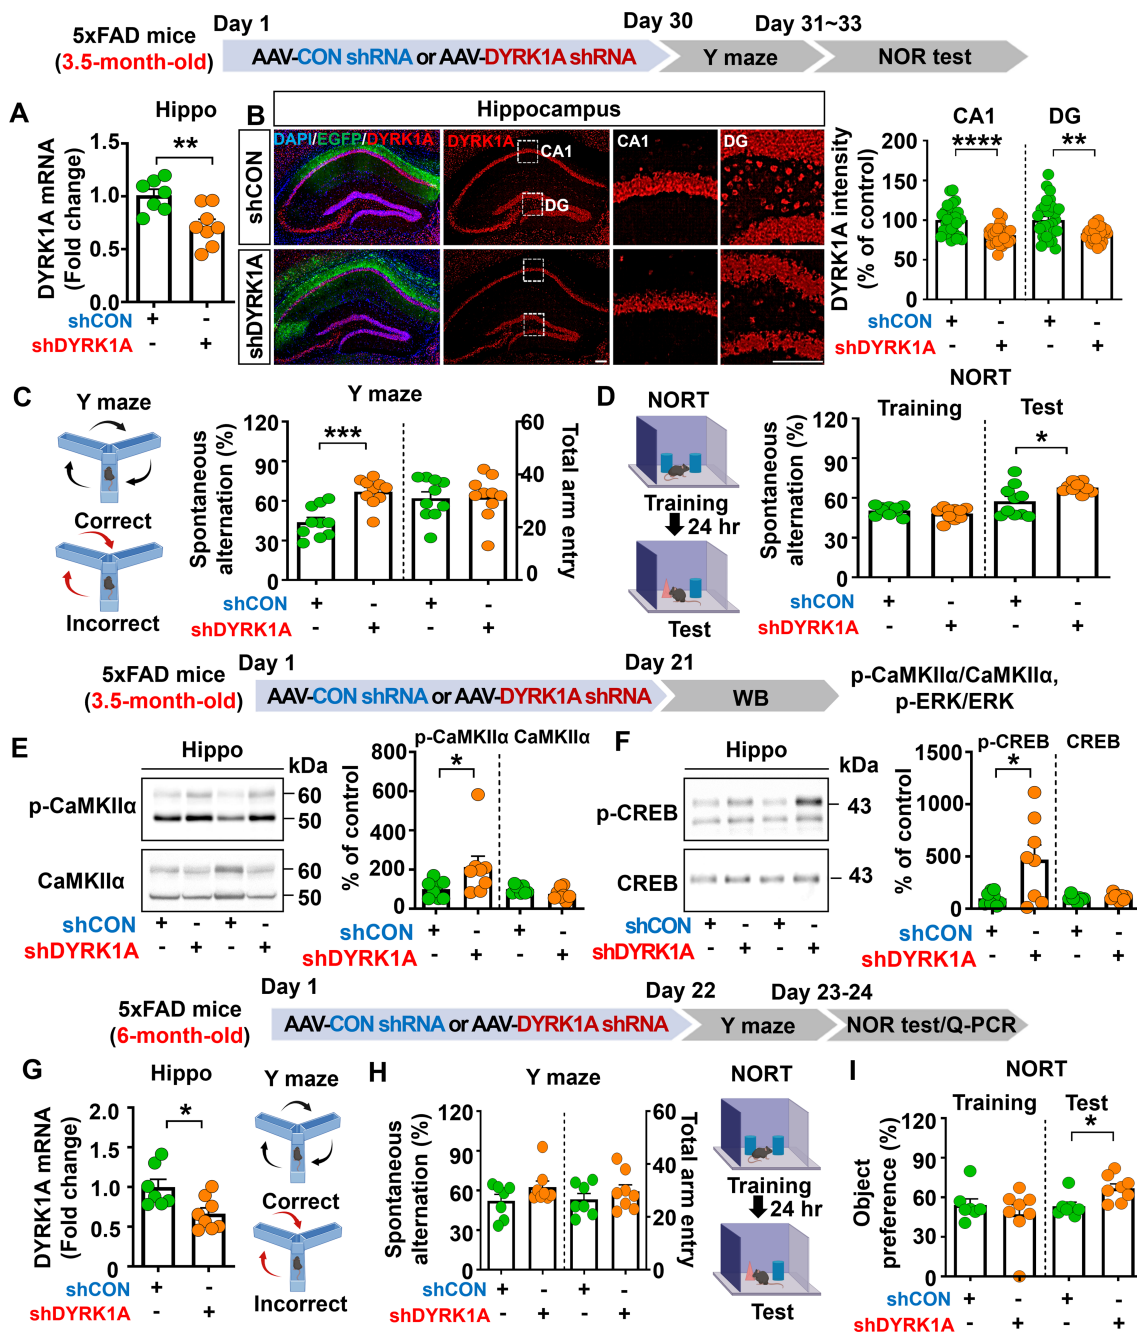 5xFAD mice
(3.5-month-old)
Day 1
Day 30
Day 31~33
AAV-CON shRNA or AAV-DYRK1A shRNA
Y maze
NOR test
A
Hippo
DYRK1A mRNA
(Fold change)
1.5
1.0
0.5
0.0
**
shCON
+
-
shDYRK1A
-
+
B
Hippocampus
shCON
shDYRK1A
DAPI/EGFP/DYRK1A
DYRK1A
CA1
DG
CA1
DG
CA1
DG
DYRK1A intensity
(% of control)
200
150
100
50
0
****
**
shCON
+
-
+
-
shDYRK1A
-
+
-
+
C
Y maze
Correct
Incorrect
Y maze
Spontaneous
alternation (%)
120
90
60
30
0
***
60
40
20
0
Total arm entry
shCON
+
-
+
-
shDYRK1A
-
+
-
+
D
NORT
Training
24 hr
Test
NORT
Training
Test
Spontaneous
alternation (%)
120
90
60
30
0
*
shCON
+
-
+
-
shDYRK1A
-
+
-
+
5xFAD mice
(3.5-month-old)
Day 1
Day 21
AAV-CON shRNA or AAV-DYRK1A shRNA
WB
p-CaMKIIα/CaMKIIα,
p-ERK/ERK
E
Hippo
kDa
p-CaMKIIα
60
50
CaMKIIα
60
50
shCON
+
-
+
-
shDYRK1A
-
+
-
+
p-CaMKIIα CaMKIIα
% of control
800
600
400
200
0
*
shCON
+
-
+
-
shDYRK1A
-
+
-
+
F
Hippo
kDa
p-CREB
43
CREB
43
shCON
+
-
+
-
shDYRK1A
-
+
-
+
p-CREB
CREB
% of control
1500
1000
500
0
*
shCON
+
-
+
-
shDYRK1A
-
+
-
+
5xFAD mice
(6-month-old)
Day 1
Day 22
Day 23-24
AAV-CON shRNA or AAV-DYRK1A shRNA
Y maze
NOR test/Q-PCR
G
Hippo
DYRK1A mRNA
(Fold change)
2.0
1.5
1.0
0.5
0
*
shCON
+
-
shDYRK1A
-
+
Y maze
Correct
Incorrect
H
Y maze
Spontaneous
alternation (%)
120
90
60
30
0
60
40
20
0
Total arm entry
shCON
+
-
+
-
shDYRK1A
-
+
-
+
NORT
Training
24 hr
Test
I
NORT
Training
Test
Object
preference (%)
120
90
60
30
0
*
shCON
+
-
+
-
shDYRK1A
-
+
-
+